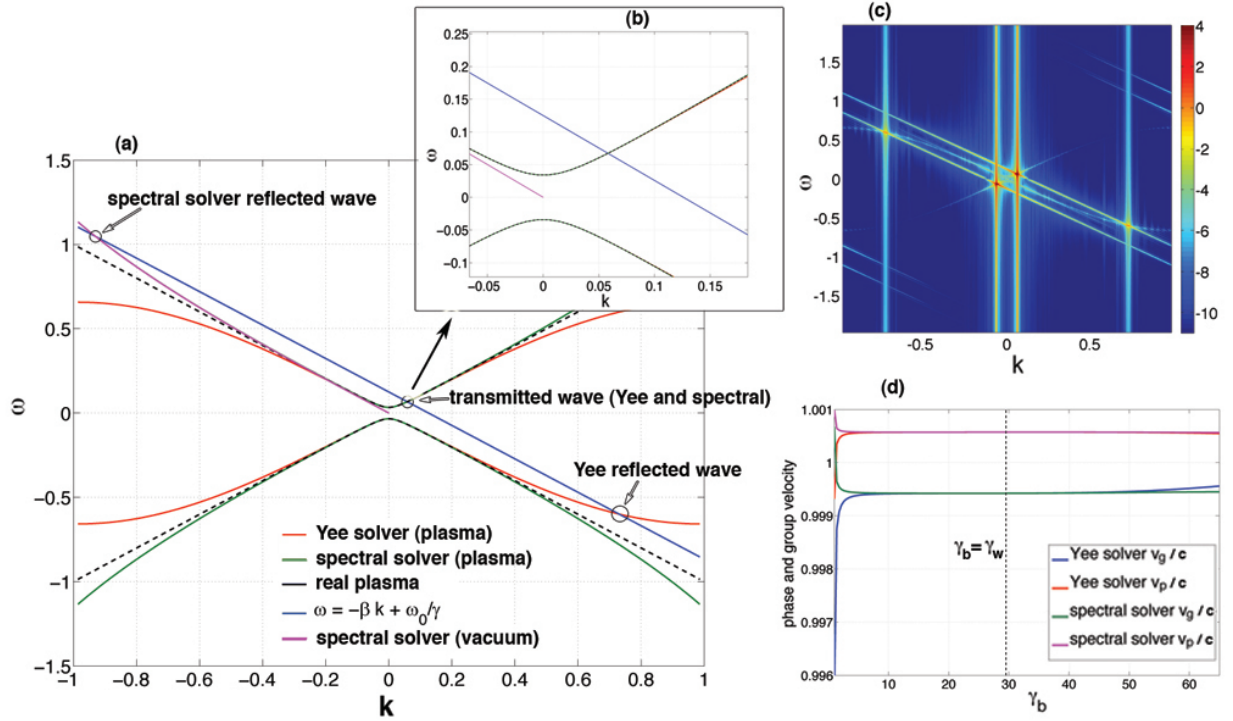 (a)
1.5
1
0.5
0
−0.5
−1
−1.5
ω
−1
−0.8
−0.6
−0.4
−0.2
0
0.2
0.4
0.6
0.8
1
k
spectral solver reflected wave
transmitted wave (Yee and spectral)
Yee reflected wave
Yee solver (plasma)
spectral solver (plasma)
real plasma
ω = −β k + ω₀/γ
spectral solver (vacuum)
(b)
0.25
0.2
0.15
0.1
0.05
0
−0.05
−0.1
ω
−0.05
0
0.05
0.1
0.15
k
(c)
1.5
1
0.5
0
-0.5
-1
-1.5
ω
-0.5
0
0.5
k
4
2
0
-2
-4
-6
-8
-10
(d)
1.001
1
0.999
0.998
0.997
0.996
phase and group velocity
γb = γw
Yee solver vg / c
Yee solver vp / c
spectral solver vg / c
spectral solver vp / c
10
20
30
40
50
60
γb